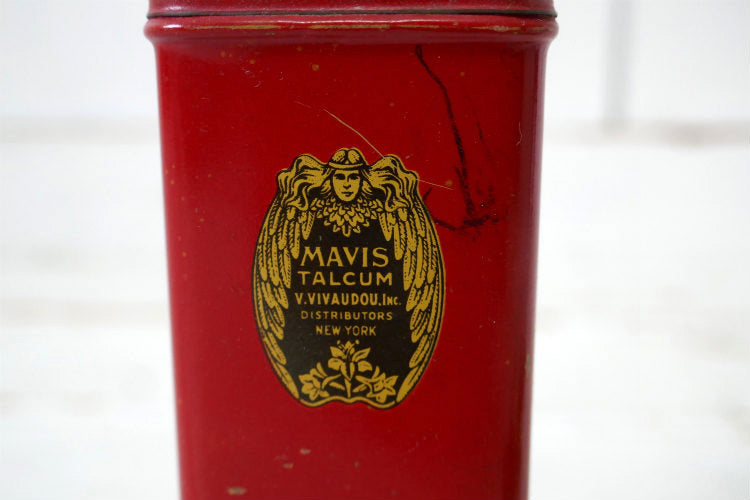 MAVIS
TALCUM
V. VIVAUDOU, INC.
DISTRIBUTORS
NEW YORK